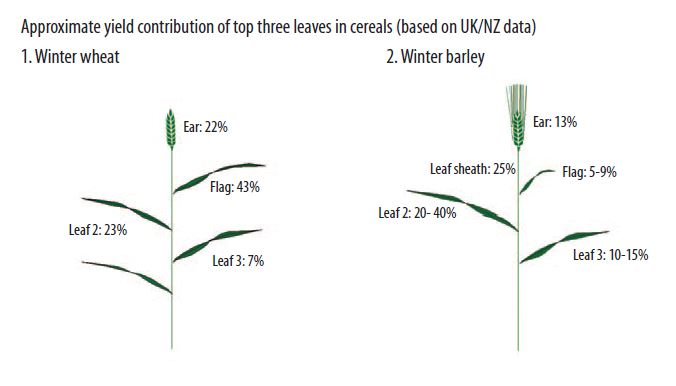 Approximate yield contribution of top three leaves in cereals (based on UK/NZ data)
1. Winter wheat
Ear: 22%
Flag: 43%
Leaf 2: 23%
Leaf 3: 7%
2. Winter barley
Ear: 13%
Leaf sheath: 25%
Flag: 5-9%
Leaf 2: 20- 40%
Leaf 3: 10-15%